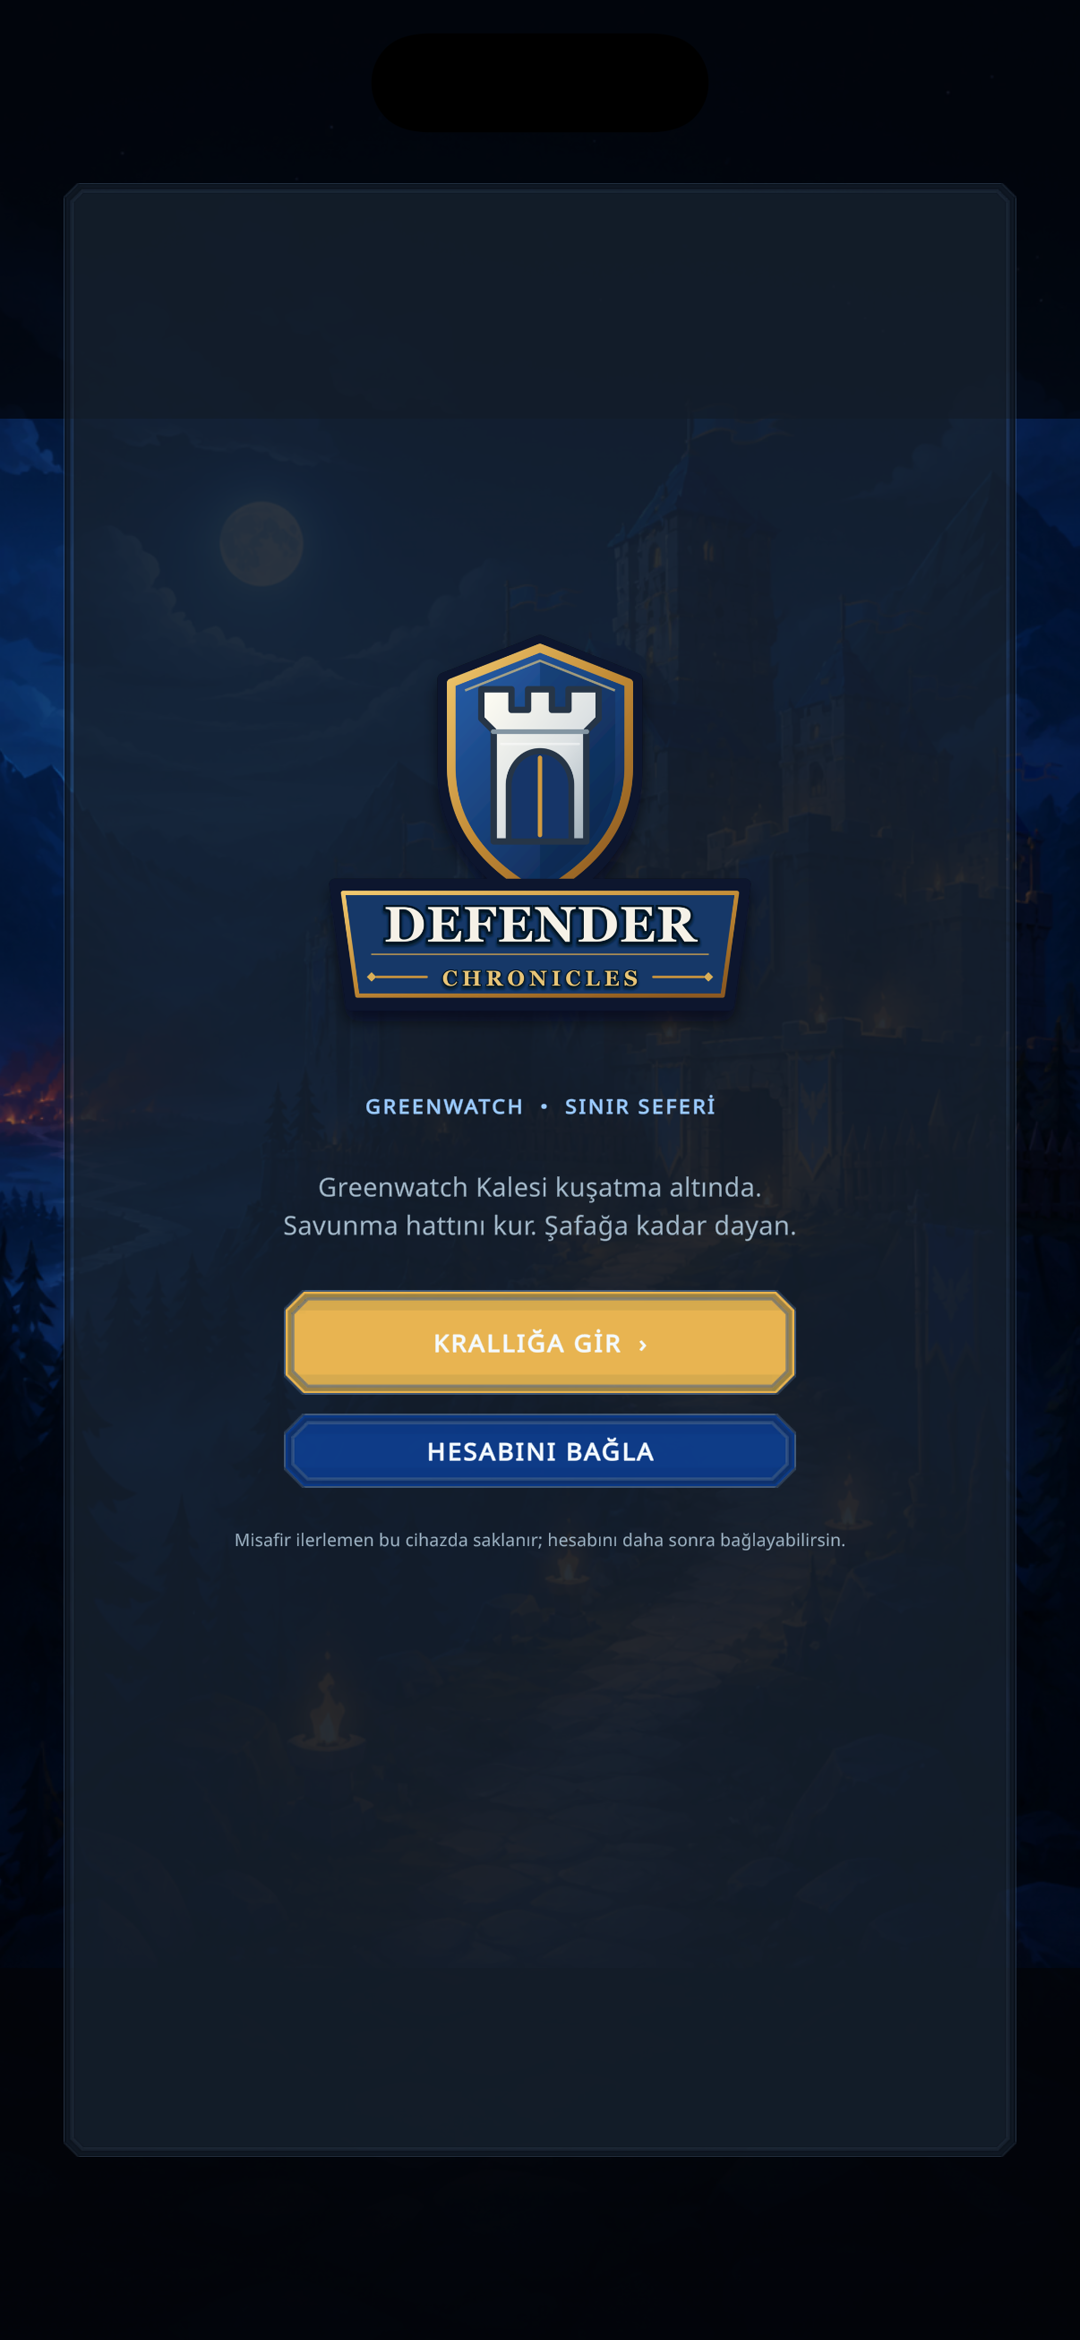 DEFENDER
CHRONICLES
GREENWATCH • SINIR SEFERİ
Greenwatch Kalesi kuşatma altında.
Savunma hattını kur. Şafağa kadar dayan.
KRALLIĞA GİR ›
HESABINI BAĞLA
Misafir ilerlemen bu cihazda saklanır; hesabını daha sonra bağlayabilirsin.